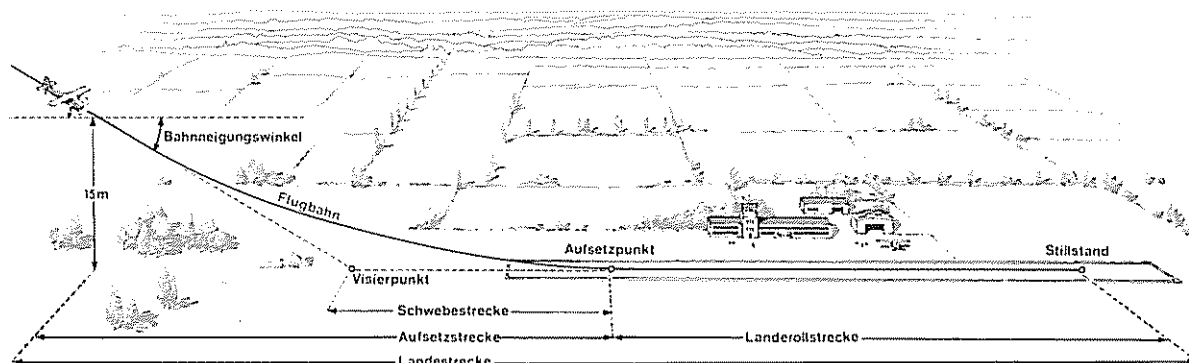 Bahnneigungswinkel
15m
Flugbahn
Aufsetzpunkt
Stillstand
Visierpunkt
Schwebestrecke
Aufsetzstrecke
Landerollstrecke
Landestrecke